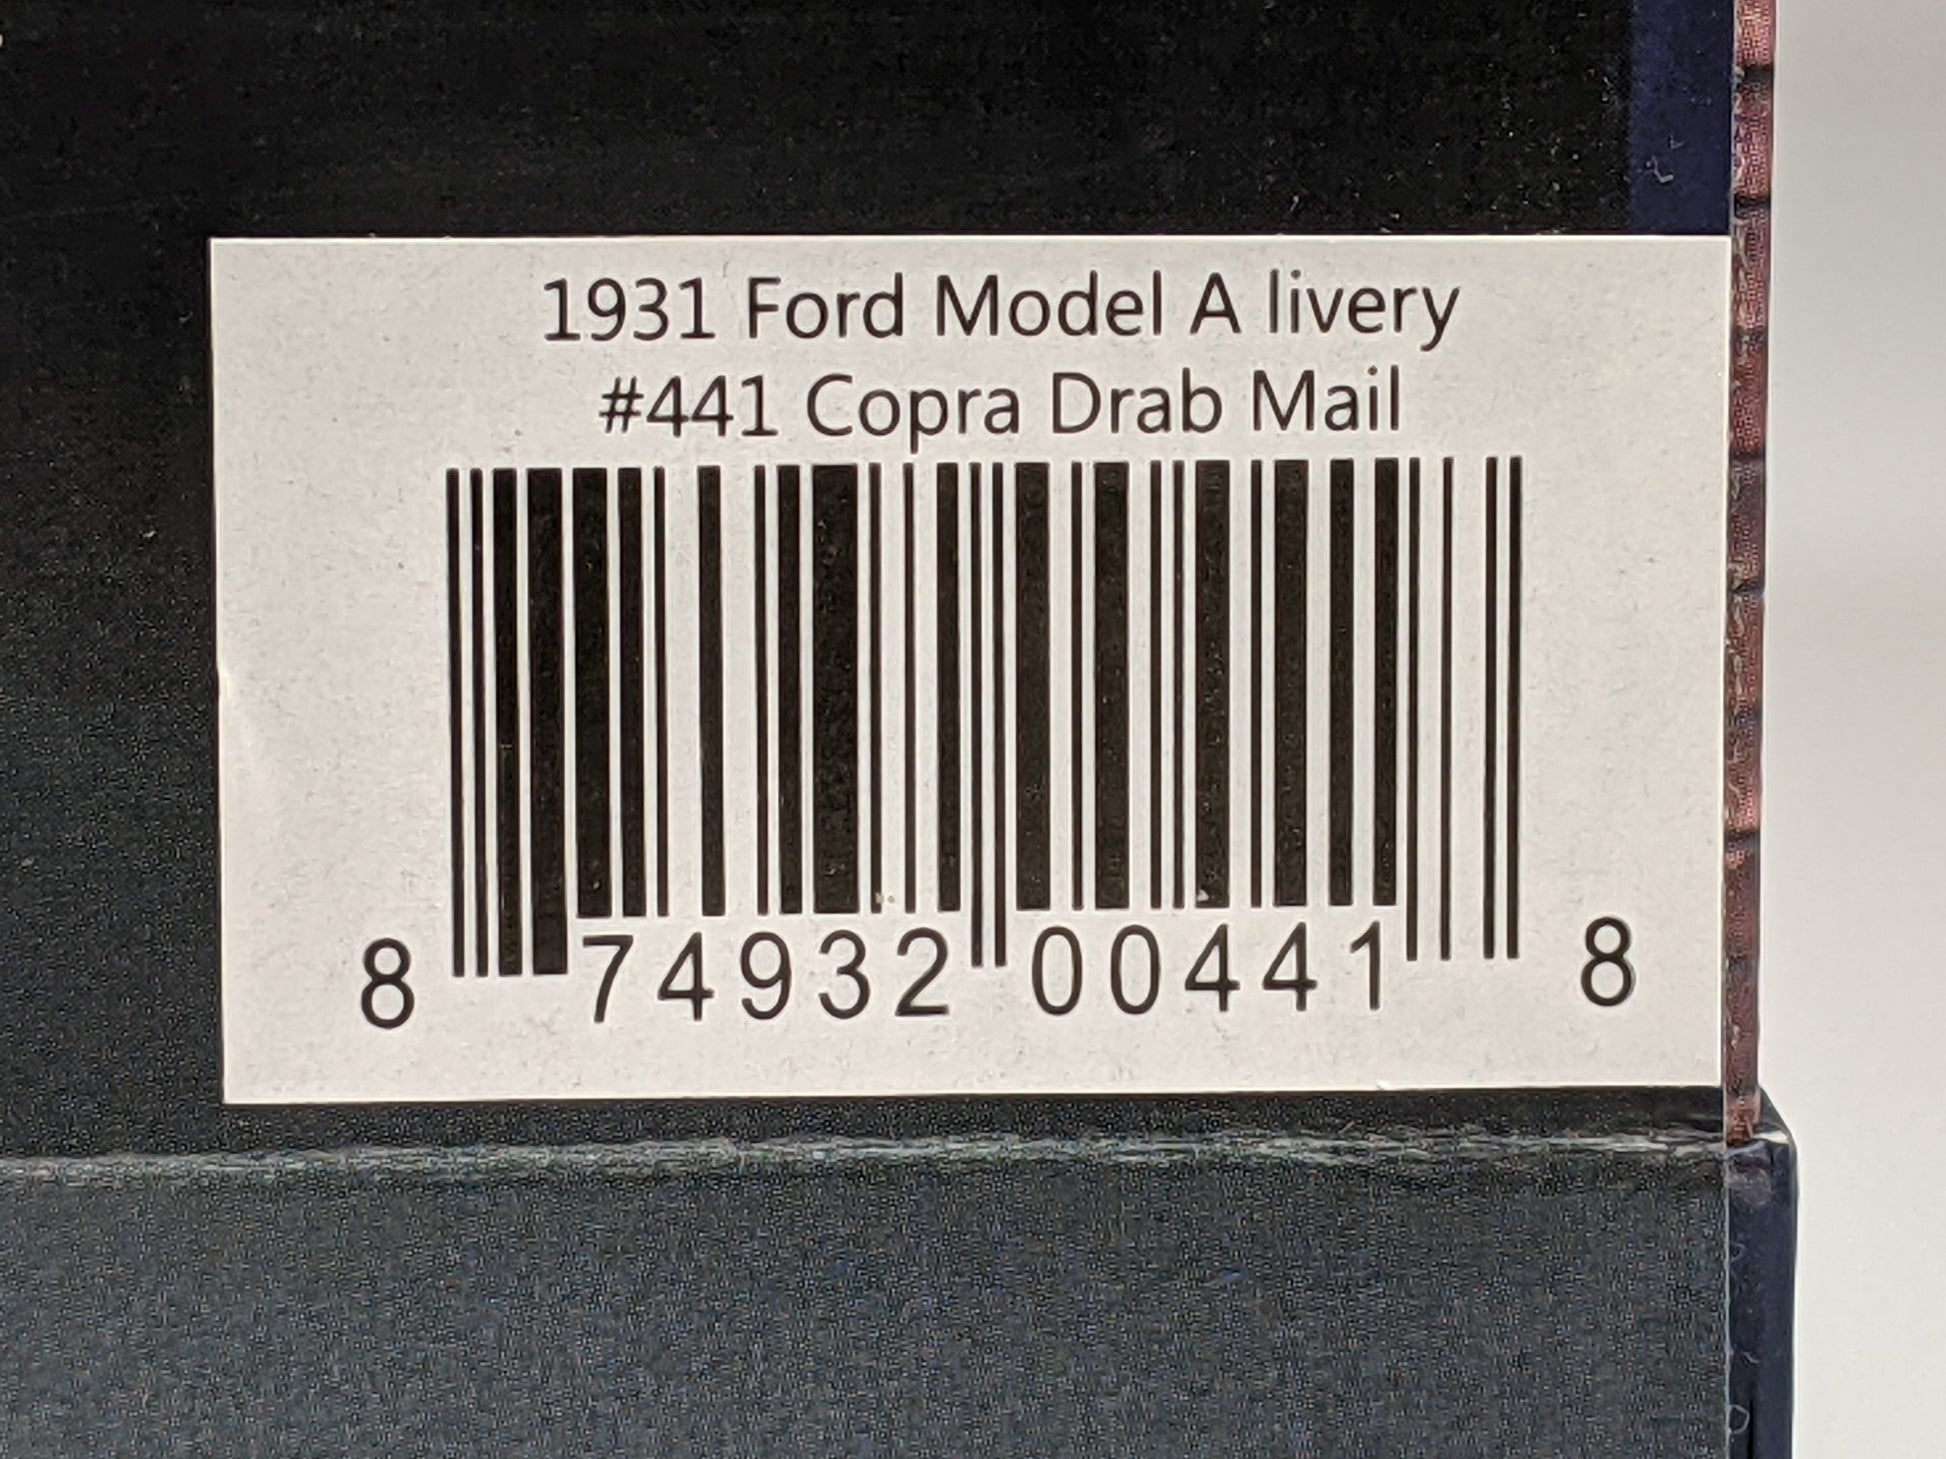 1931 Ford Model A livery
#441 Copra Drab Mail
8 74932 00441 8